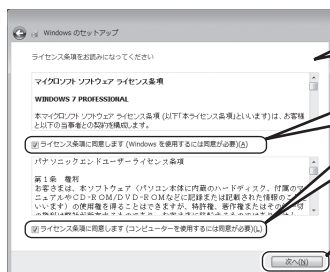 Windows のセットアップ
ライセンス条項をお読みになってください
マイクロソフト ソフトウェア ライセンス条項
WINDOWS 7 PROFESSIONAL
本マイクロソフト ソフトウェア ライセンス条項 (以下「本ライセンス条項」といいます) は、お客様
と以下の当事者との契約を構成します。
ライセンス条項に同意します (Windows を使用するには同意が必要)(A)
パナソニックエンドユーザーライセンス条項
第１条 権利
お客さまは、本ソフトウェア（パソコン本体に内蔵のハードディスク、付属のマ
ニュアルやCD-ROM/DVD-ROMなどに記録または記載された情報のこ
いいます）の使用権を得ることはできますが、特許権、著作権またはその
ライセンス条項に同意します (コンピューターを使用するには同意が必要)(L)
次へ(N)